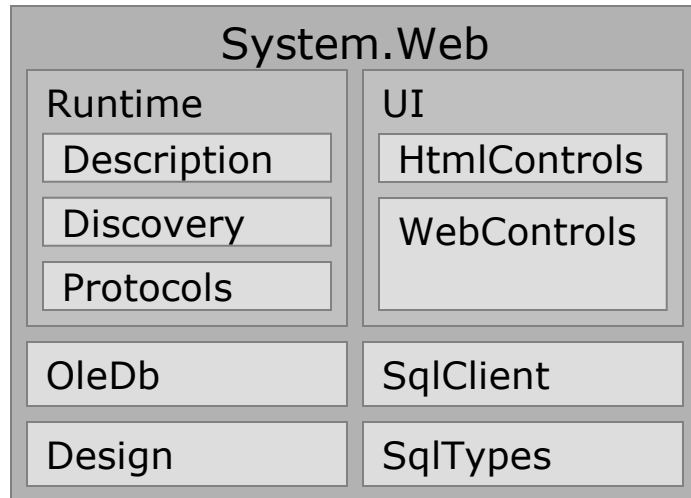 System.Web
Runtime
Description
Discovery
Protocols
UI
HtmlControls
WebControls
OleDb
SqlClient
Design
SqlTypes